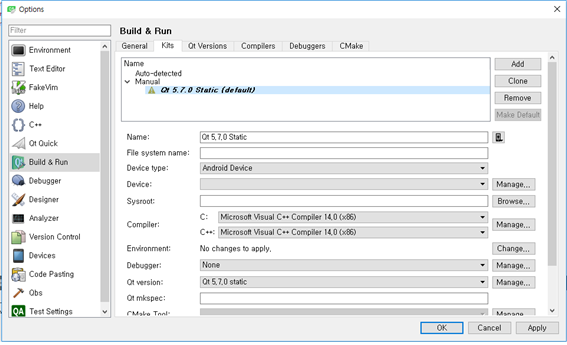 Options
Filter
Environment
Text Editor
FakeVim
Help
C++
Qt Quick
Build & Run
Debugger
Designer
Analyzer
Version Control
Devices
Code Pasting
Qbs
Test Settings
Build & Run
General Kits Qt Versions Compilers Debuggers CMake
Name
Auto-detected
Manual
Qt 5.7.0 Static (default)
Add
Clone
Remove
Make Default
Name: Qt 5.7.0 Static
File system name:
Device type: Android Device
Device: Manage...
Sysroot: Browse...
Compiler: C: Microsoft Visual C++ Compiler 14.0 (x86) Manage...
C++: Microsoft Visual C++ Compiler 14.0 (x86)
Environment: No changes to apply. Change...
Debugger: None Manage...
Qt version: Qt 5.7.0 static Manage...
Qt mkspec:
CMake Tool: Manage...
OK Cancel Apply